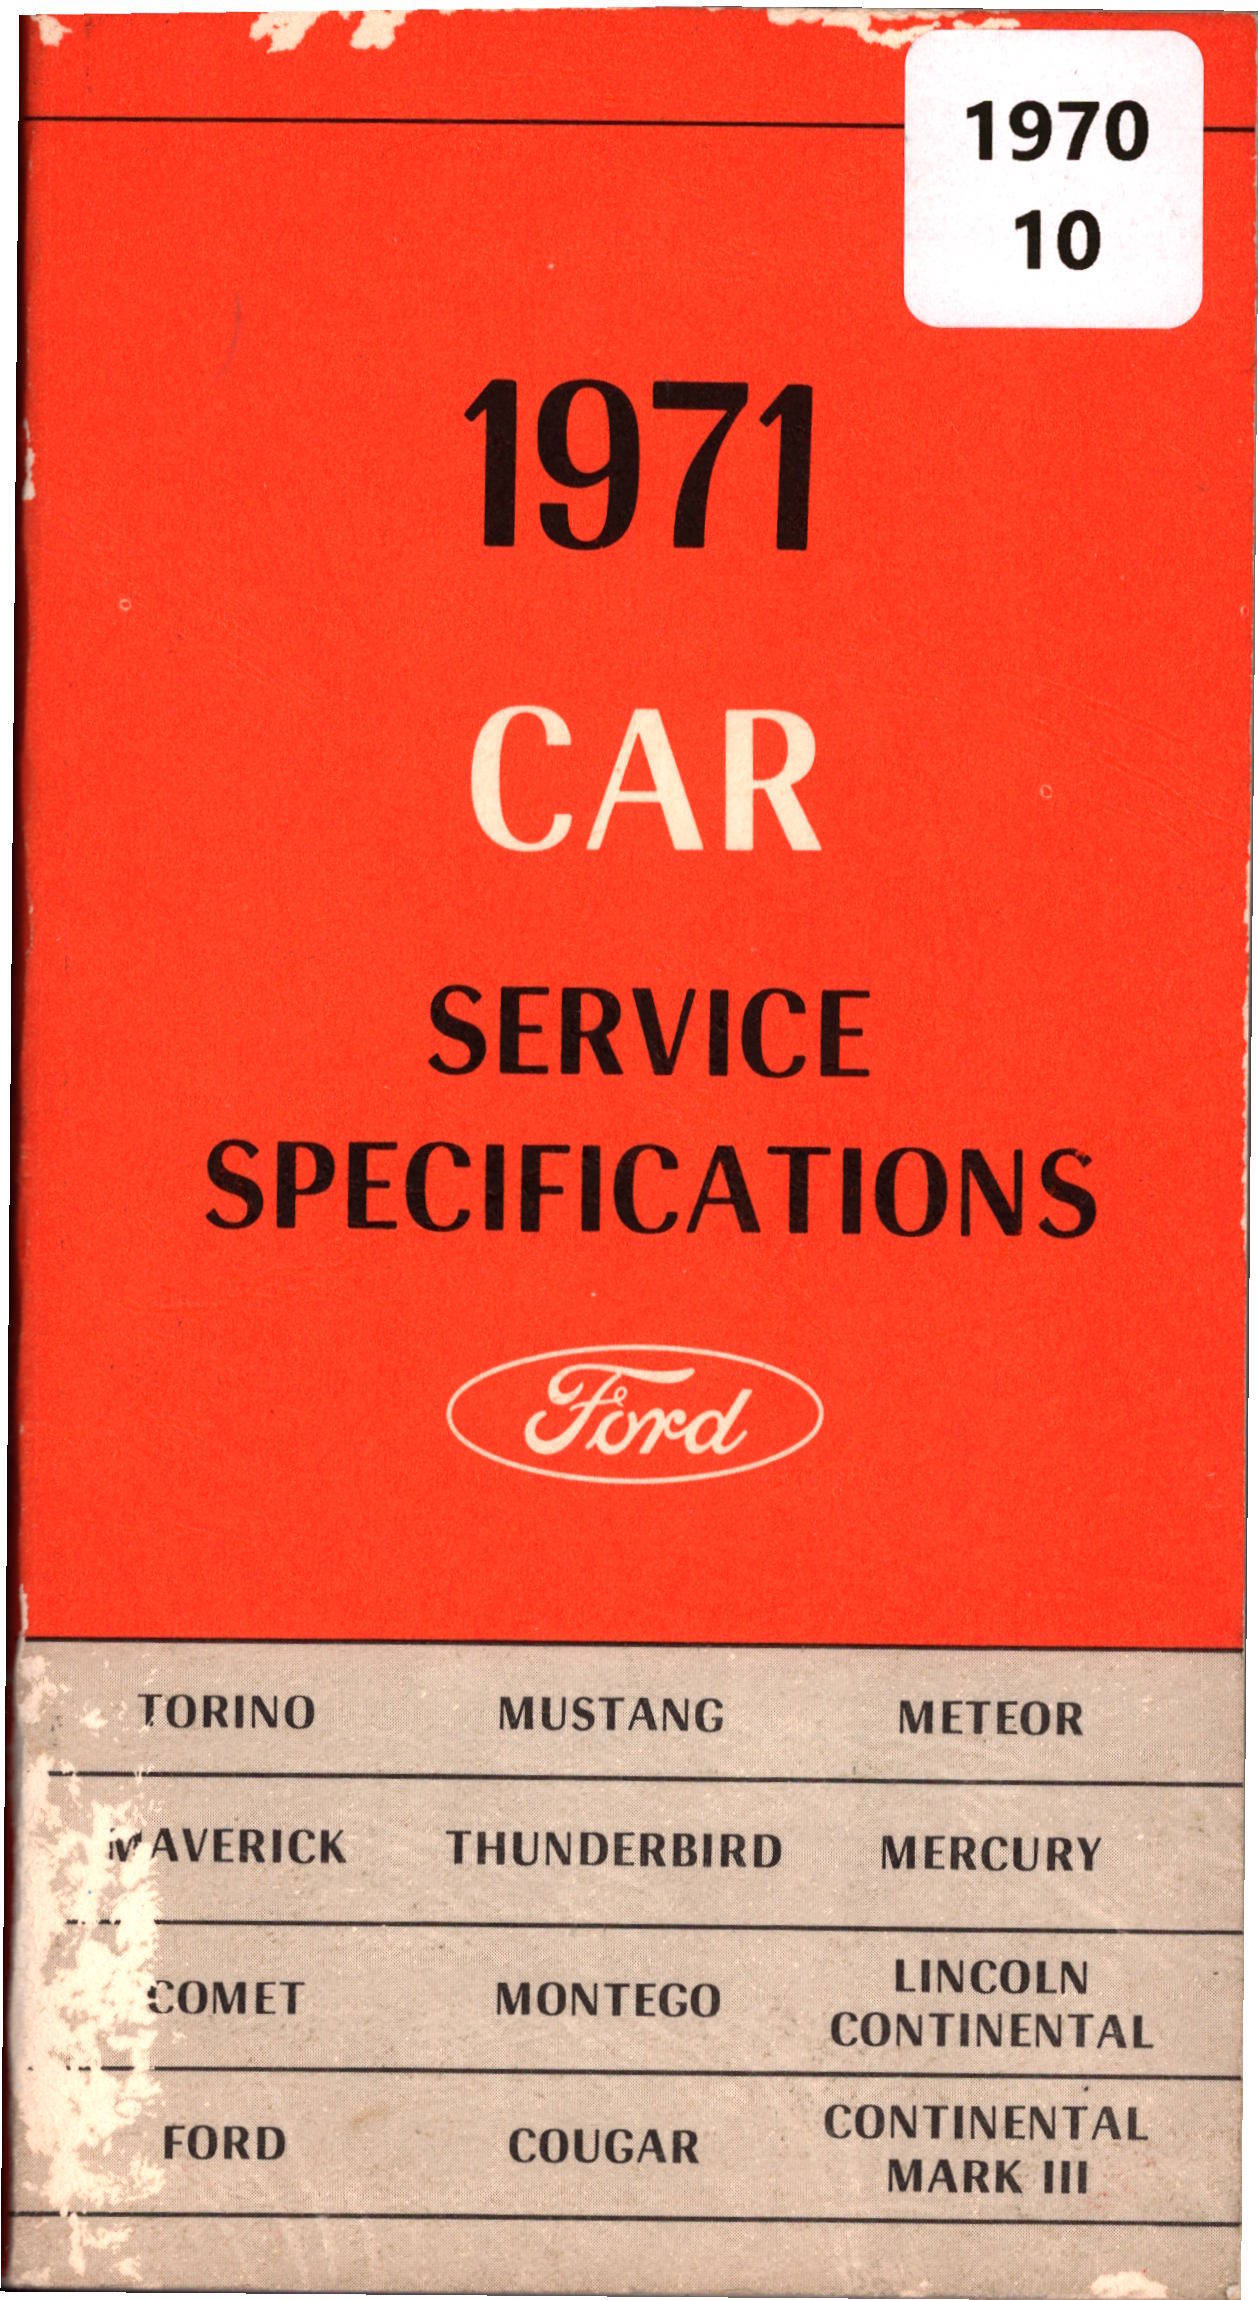 1970
10
1971
CAR
SERVICE
SPECIFICATIONS
Ford
TORINO MUSTANG METEOR
MAVERICK THUNDERBIRD MERCURY
COMET MONTEGO LINCOLN CONTINENTAL
FORD COUGAR CONTINENTAL MARK III